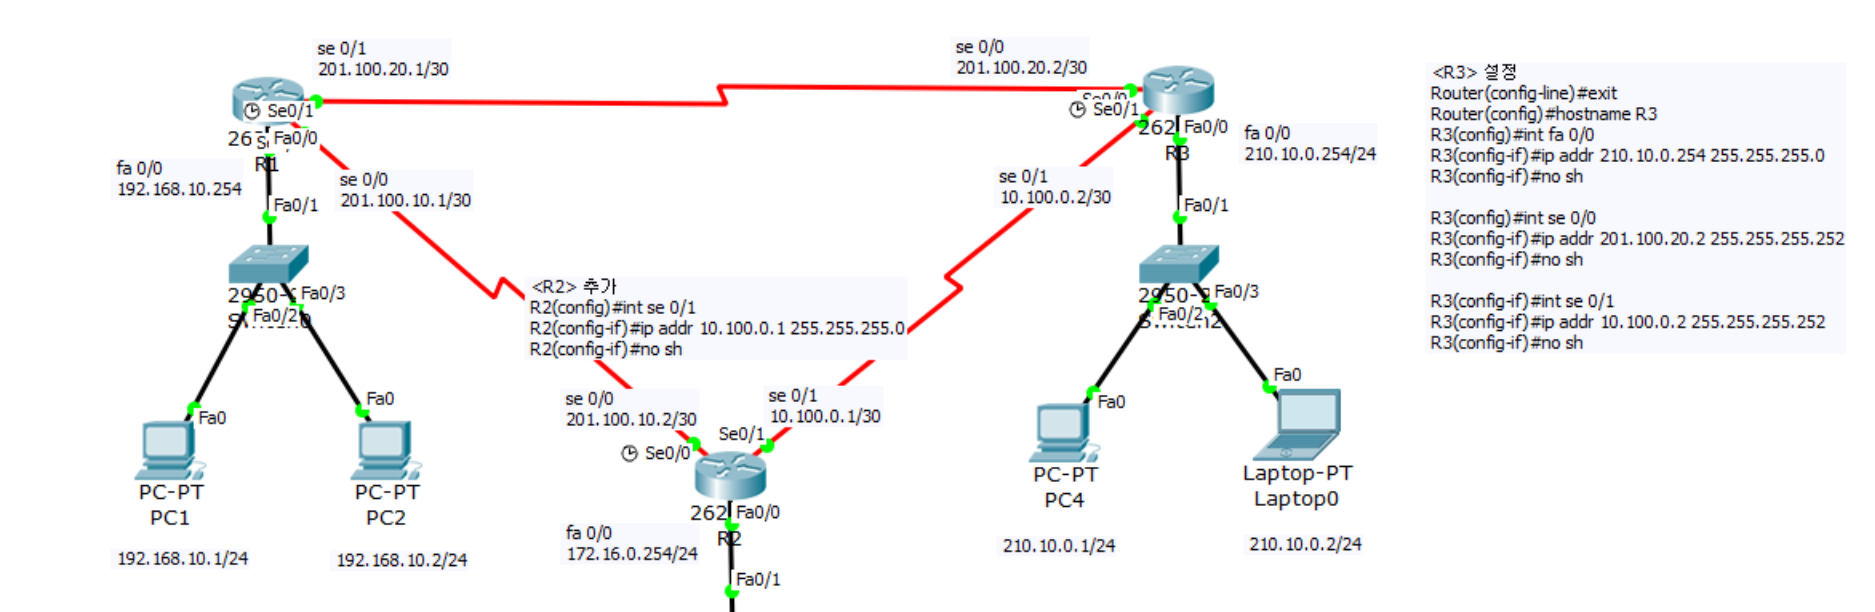 se 0/1
201.100.20.1/30
se 0/0
201.100.20.2/30
Se0/1
Fa0/0
R1
fa 0/0
192.168.10.254
se 0/0
201.100.10.1/30
Fa0/1
Fa0/3
Fa0/2
Fa0
Fa0
PC-PT
PC1
PC-PT
PC2
192.168.10.1/24
192.168.10.2/24
<R2> 추가
R2(config)#int se 0/1
R2(config-if)#ip addr 10.100.0.1 255.255.255.0
R2(config-if)#no sh
se 0/0
201.100.10.2/30
se 0/1
10.100.0.1/30
Se0/1
Se0/0
262
Fa0/0
R2
fa 0/0
172.16.0.254/24
Fa0/1
Se0/1
262
Fa0/0
R3
fa 0/0
210.10.0.254/24
se 0/1
10.100.0.2/30
Fa0/1
Fa0/3
Fa0/2
Fa0
Fa0
PC-PT
PC4
Laptop-PT
Laptop0
210.10.0.1/24
210.10.0.2/24
<R3> 설정
Router(config-line)#exit
Router(config)#hostname R3
R3(config)#int fa 0/0
R3(config-if)#ip addr 210.10.0.254 255.255.255.0
R3(config-if)#no sh
R3(config)#int se 0/0
R3(config-if)#ip addr 201.100.20.2 255.255.255.252
R3(config-if)#no sh
R3(config-if)#int se 0/1
R3(config-if)#ip addr 10.100.0.2 255.255.255.252
R3(config-if)#no sh